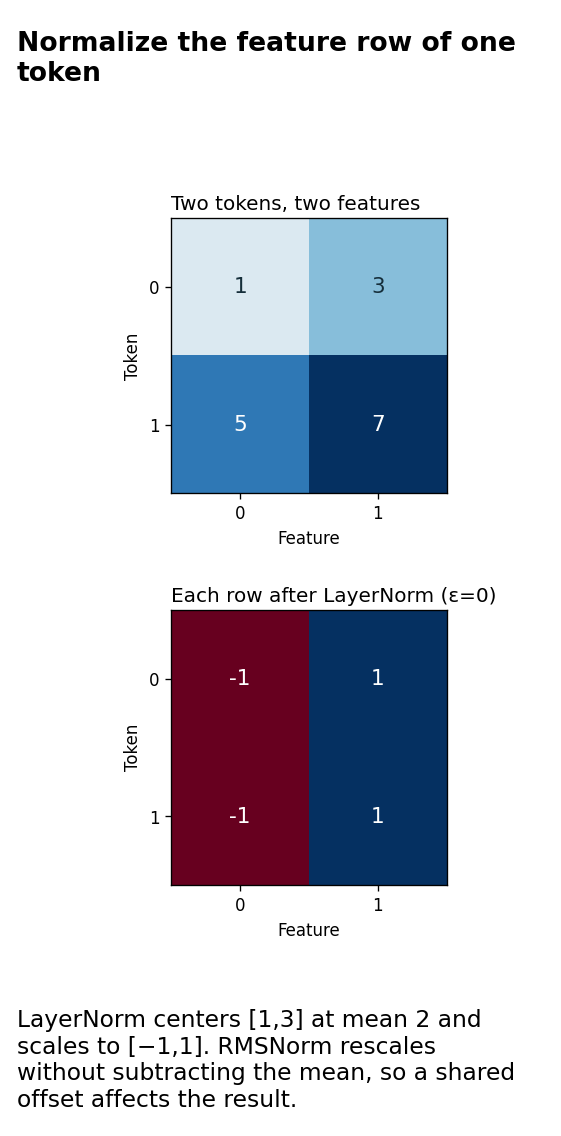 Normalize the feature row of one
token
Two tokens, two features
0
1
3
Token
1
5
7
0
1
Feature
Each row after LayerNorm (ε=0)
0
-1
1
Token
1
-1
1
0
1
Feature
LayerNorm centers [1,3] at mean 2 and
scales to [−1,1]. RMSNorm rescales
without subtracting the mean, so a shared
offset affects the result.